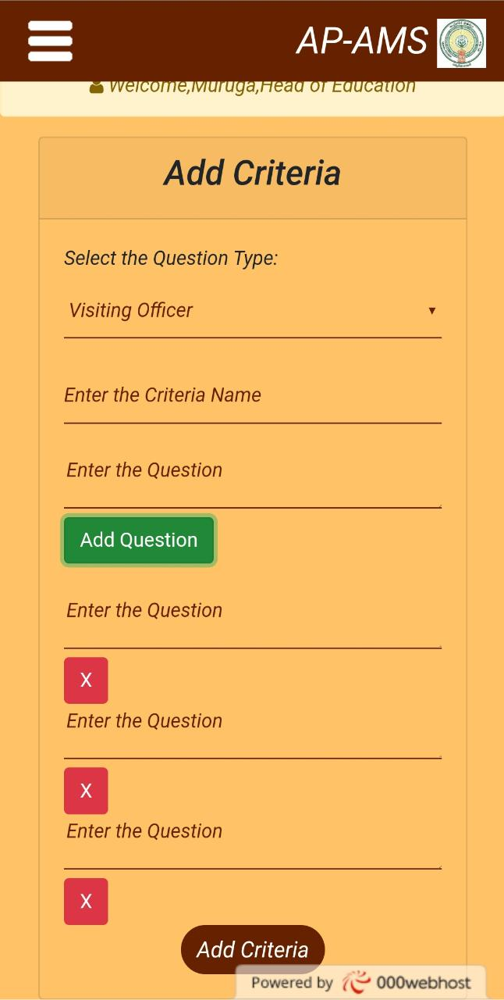 AP-AMS
Welcome,Muruga,Head of Education
Add Criteria
Select the Question Type:
Visiting Officer
Enter the Criteria Name
Enter the Question
Add Question
Enter the Question
X
Enter the Question
X
Enter the Question
X
Add Criteria
Powered by 000webhost